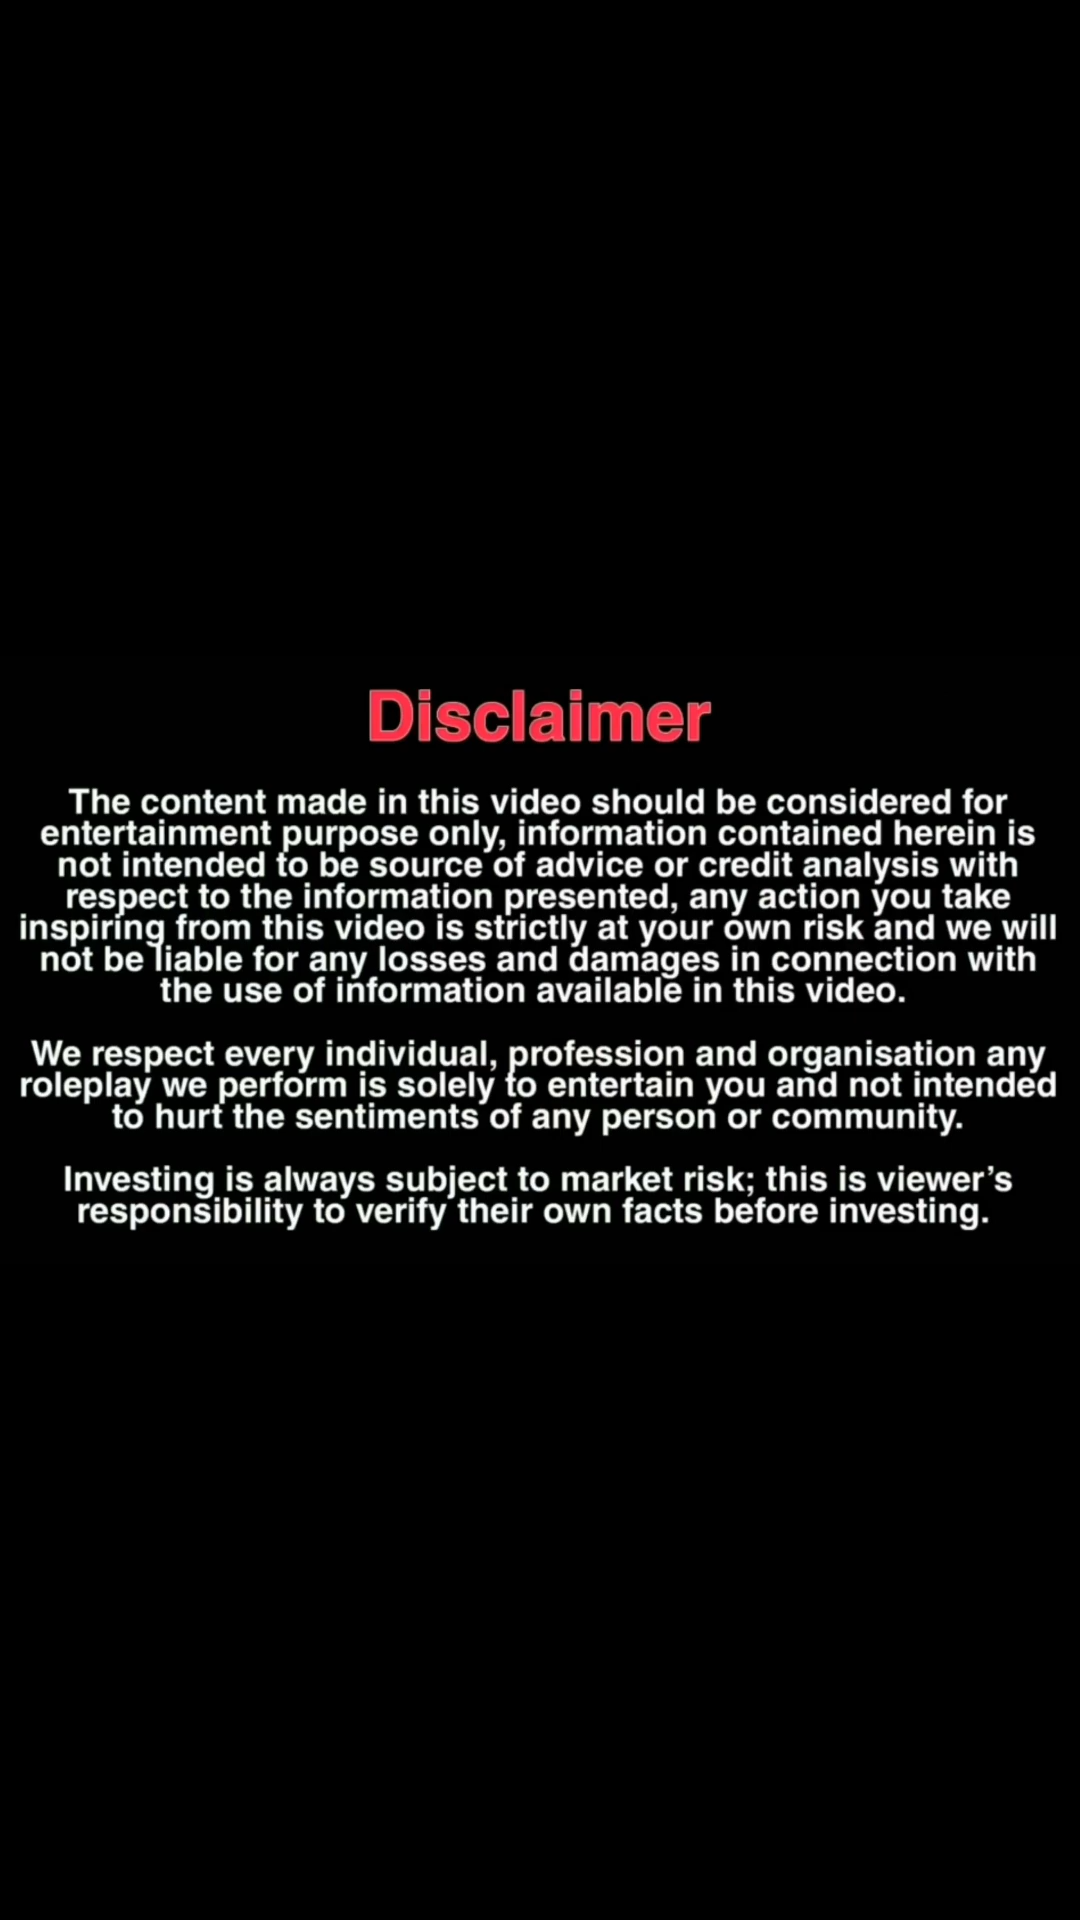 Disclaimer
The content made in this video should be considered for
entertainment purpose only, information contained herein is
not intended to be source of advice or credit analysis with
respect to the information presented, any action you take
inspiring from this video is strictly at your own risk and we will
not be liable for any losses and damages in connection with
the use of information available in this video.
We respect every individual, profession and organisation any
roleplay we perform is solely to entertain you and not intended
to hurt the sentiments of any person or community.
Investing is always subject to market risk; this is viewer’s
responsibility to verify their own facts before investing.